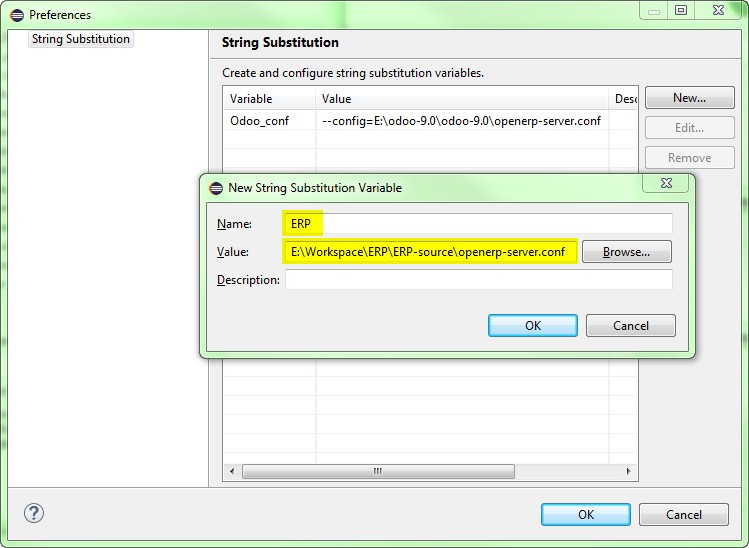 Preferences
String Substitution
String Substitution
Create and configure string substitution variables.
Variable Value Desc
New...
Odoo_conf --config=E:\odoo-9.0\odoo-9.0\openerp-server.conf
Edit...
Remove
New String Substitution Variable
Name: ERP
Value: E:\Workspace\ERP\ERP-source\openerp-server.conf Browse...
Description:
OK Cancel
OK Cancel